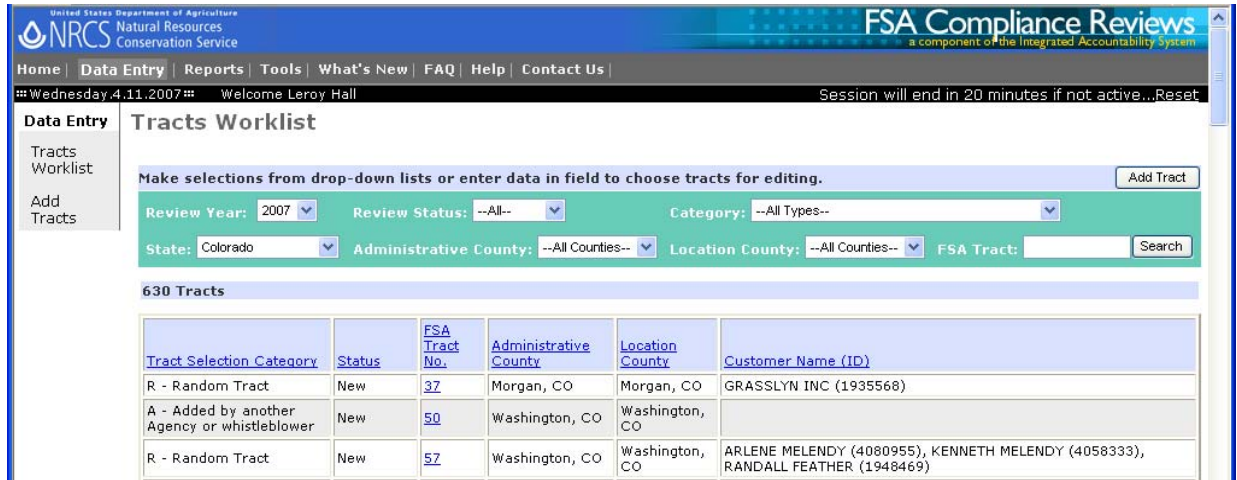 United States Department of Agriculture
NRCS Natural Resources
Conservation Service
FSA Compliance Reviews
a component of the Integrated Accountability System
Home | Data Entry | Reports | Tools | What's New | FAQ | Help | Contact Us |
Wednesday.4.11.2007 Welcome Leroy Hall Session will end in 20 minutes if not active...Reset
Data Entry
Tracts
Worklist
Add
Tracts
Tracts Worklist
Make selections from drop-down lists or enter data in field to choose tracts for editing. Add Tract
Review Year: 2007 Review Status: --All-- Category: --All Types--
State: Colorado Administrative County: --All Counties-- Location County: --All Counties-- FSA Tract: Search
630 Tracts
Tract Selection Category Status FSA Tract No. Administrative County Location County Customer Name (ID)
R - Random Tract New 37 Morgan, CO Morgan, CO GRASSLYN INC (1935568)
A - Added by another Agency or whistleblower New 50 Washington, CO Washington, CO
R - Random Tract New 57 Washington, CO Washington, CO ARLENE MELENDY (4080955), KENNETH MELENDY (4058333), RANDALL FEATHER (1948469)